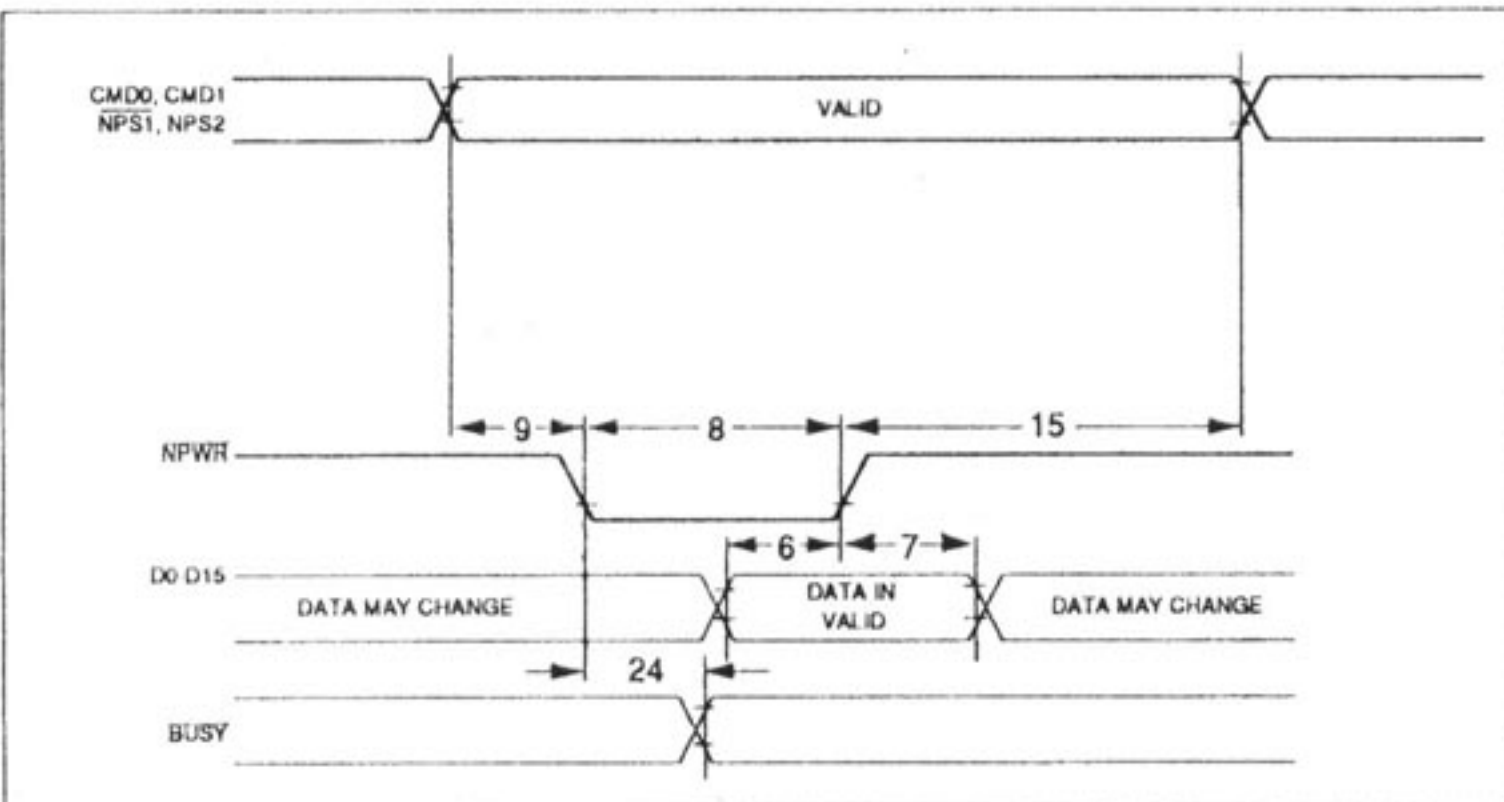 CMD0, CMD1
NPS1, NPS2
VALID
9
8
15
NPWR
6
7
D0 D15
DATA MAY CHANGE
DATA IN
VALID
DATA MAY CHANGE
24
BUSY